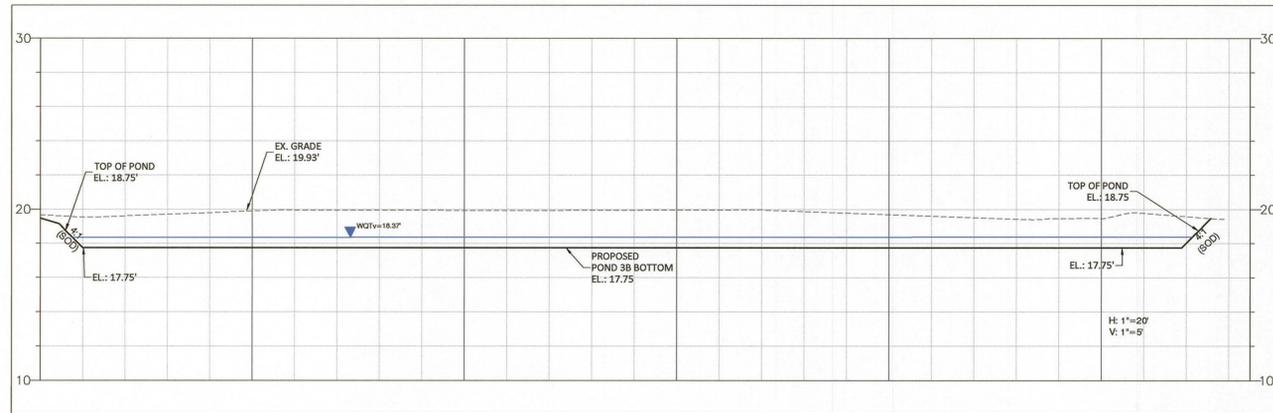 30
30
EX. GRADE
EL.: 19.93'
TOP OF POND
EL.: 18.75'
TOP OF POND
EL.: 18.75
20
20
WQTv=18.37'
4:1
(SOD)
4:1
(SOD)
EL.: 17.75'
PROPOSED
POND 3B BOTTOM
EL.: 17.75
EL.: 17.75'
H: 1"=20'
V: 1"=5'
10
10